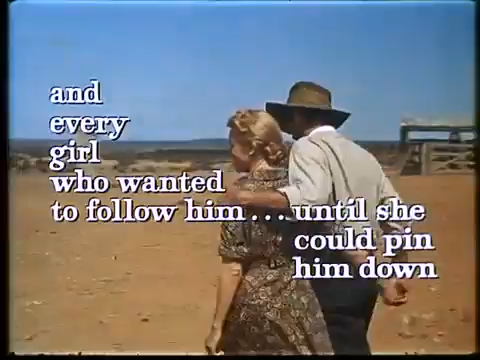 and
every
girl
who wanted
to follow him...until she
could pin
him down